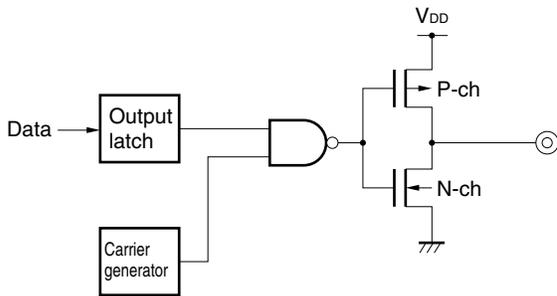 VDD
P-ch
Data
Output
latch
N-ch
Carrier
generator